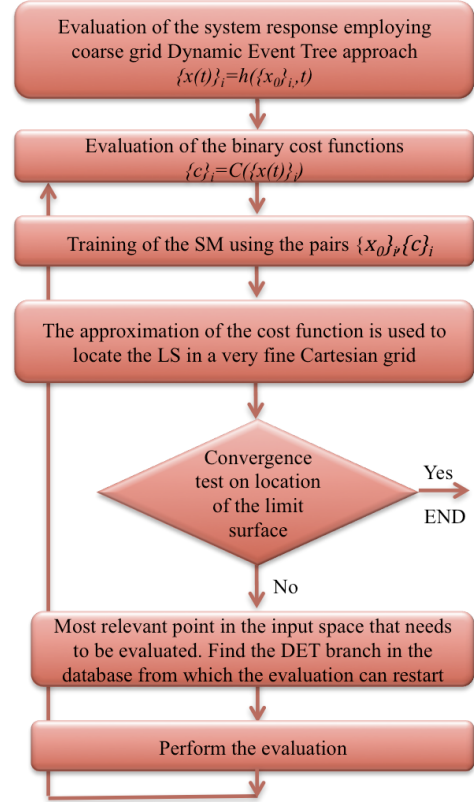 Evaluation of the system response employing
coarse grid Dynamic Event Tree approach
{x(t)}i=h({x0}i,,t)
Evaluation of the binary cost functions
{c}i=C({x(t)}i)
Training of the SM using the pairs {x0}i,{c}i
The approximation of the cost function is used to
locate the LS in a very fine Cartesian grid
Convergence
test on location
of the limit
surface
Yes
END
No
Most relevant point in the input space that needs
to be evaluated. Find the DET branch in the
database from which the evaluation can restart
Perform the evaluation